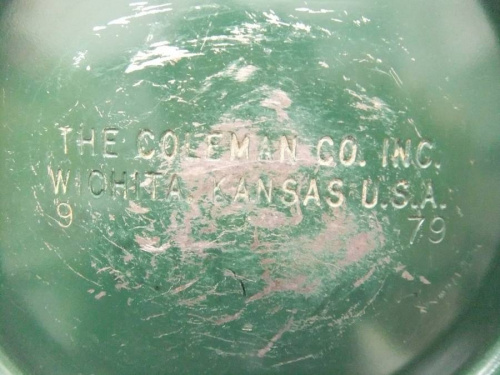 THE COLEMAN CO. INC.
WICHITA, KANSAS U.S.A.
9 79